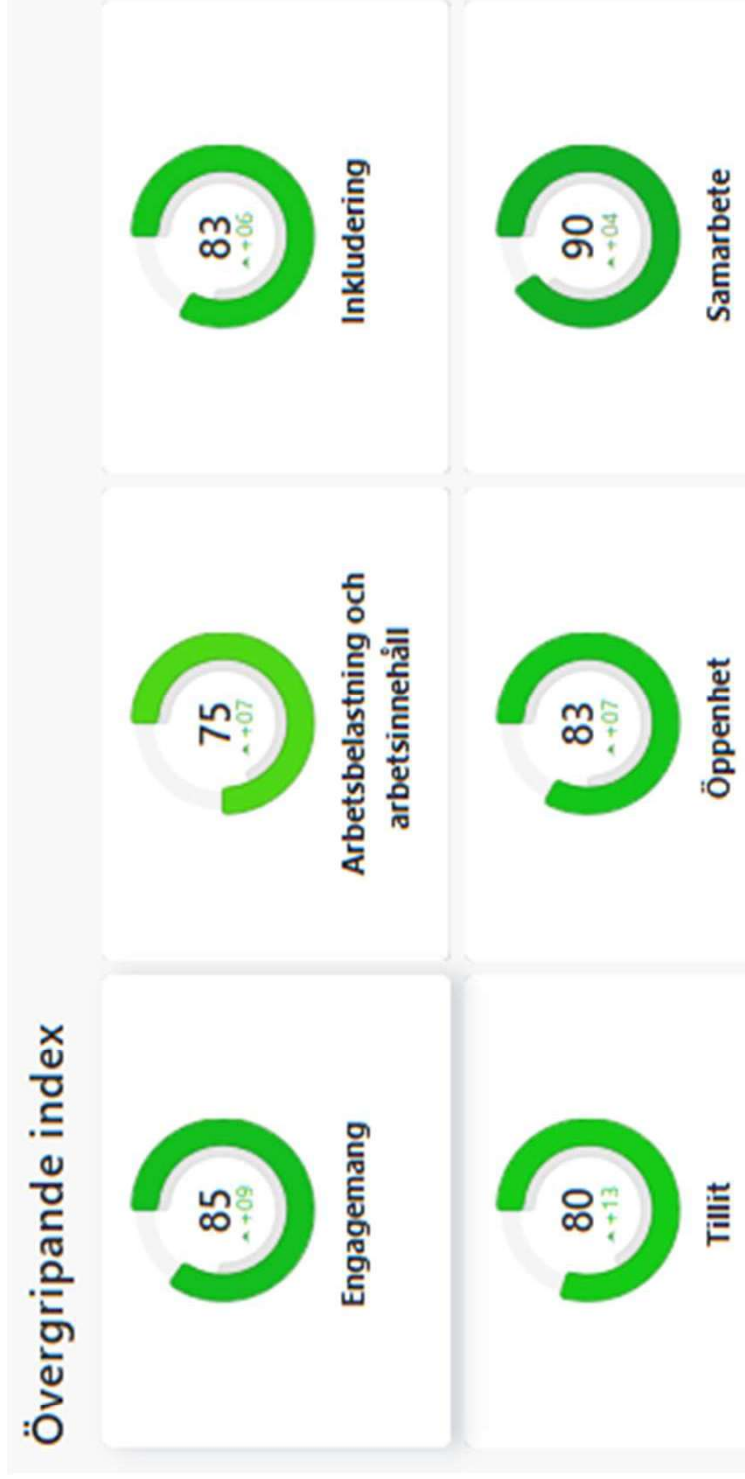 Övergripande index
85
▲ +09
Engagemang
75
▲ +07
Arbetsbelastning och
arbetsinnehåll
83
▲ +06
Inkludering
80
▲ +13
Tillit
83
▲ +07
Öppenhet
90
▲ +04
Samarbete